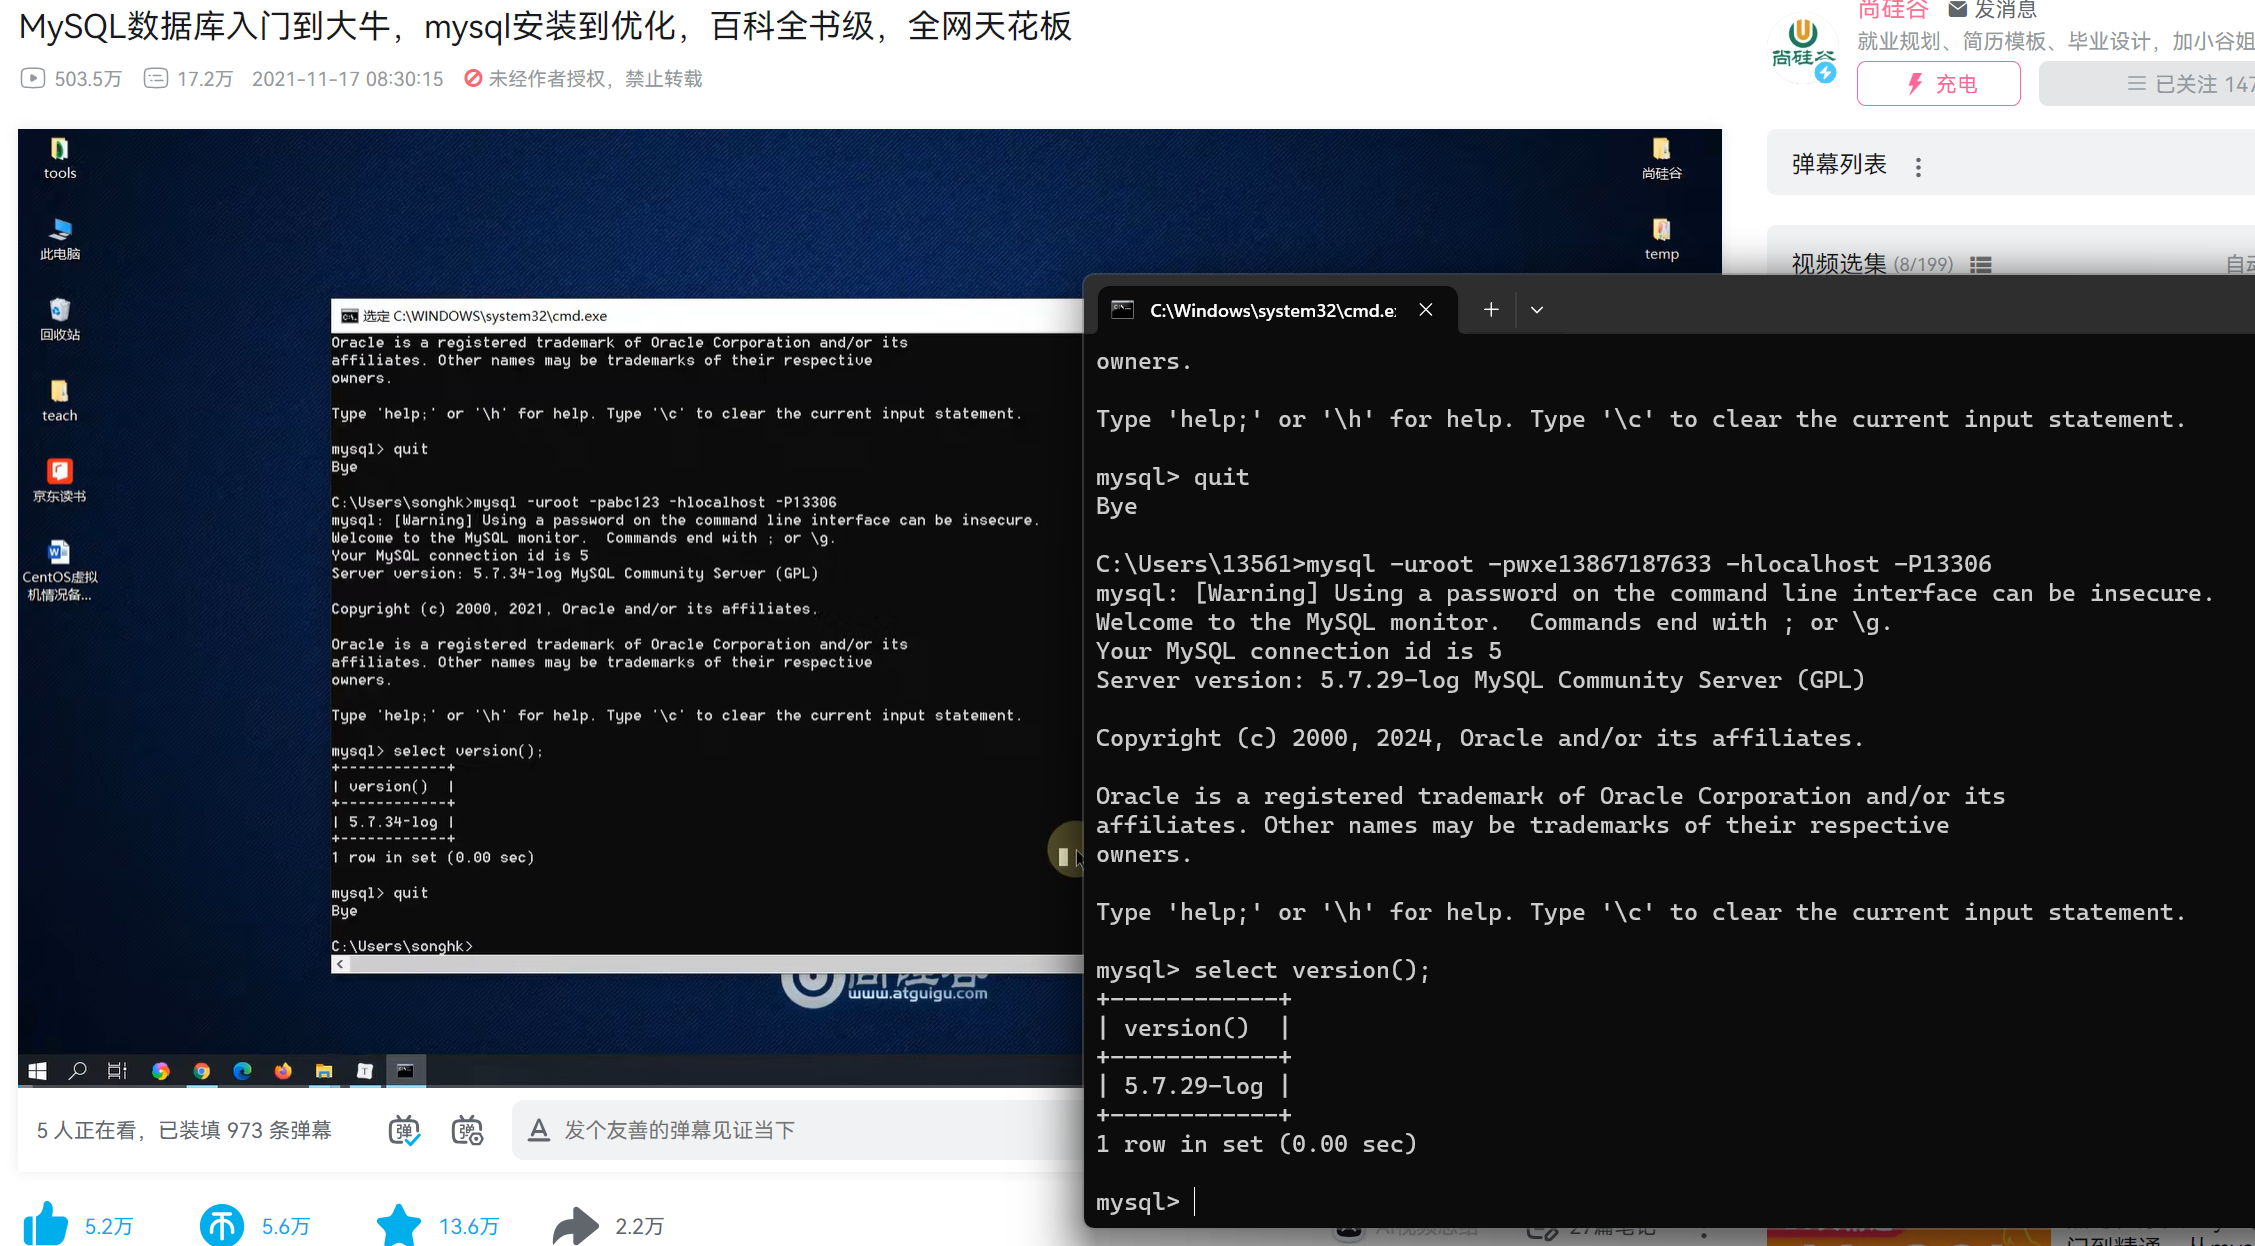 MySQL数据库入门到大牛，mysql安装到优化，百科全书级，全网天花板
503.5万 17.2万 2021-11-17 08:30:15 未经作者授权，禁止转载
尚硅谷 发消息
就业规划、简历模板、毕业设计，加小谷姐
尚硅谷
充电
已关注 147
弹幕列表
视频选集 (8/199)
tools
此电脑
回收站
teach
京东读书
CentOS虚拟
机情况备...
尚硅谷
temp
选定 C:\WINDOWS\system32\cmd.exe
Oracle is a registered trademark of Oracle Corporation and/or its
affiliates. Other names may be trademarks of their respective
owners.
Type 'help;' or '\h' for help. Type '\c' to clear the current input statement.
mysql> quit
Bye
C:\Users\songhk>mysql -uroot -pabc123 -hlocalhost -P13306
mysql: [Warning] Using a password on the command line interface can be insecure.
Welcome to the MySQL monitor.  Commands end with ; or \g.
Your MySQL connection id is 5
Server version: 5.7.34-log MySQL Community Server (GPL)
Copyright (c) 2000, 2021, Oracle and/or its affiliates.
Oracle is a registered trademark of Oracle Corporation and/or its
affiliates. Other names may be trademarks of their respective
owners.
Type 'help;' or '\h' for help. Type '\c' to clear the current input statement.
mysql> select version();
+------------+
| version()  |
+------------+
| 5.7.34-log |
+------------+
1 row in set (0.00 sec)
mysql> quit
Bye
C:\Users\songhk>
www.atguigu.com
C:\Windows\system32\cmd.e
owners.
Type 'help;' or '\h' for help. Type '\c' to clear the current input statement.
mysql> quit
Bye
C:\Users\13561>mysql -uroot -pwxe13867187633 -hlocalhost -P13306
mysql: [Warning] Using a password on the command line interface can be insecure.
Welcome to the MySQL monitor.  Commands end with ; or \g.
Your MySQL connection id is 5
Server version: 5.7.29-log MySQL Community Server (GPL)
Copyright (c) 2000, 2024, Oracle and/or its affiliates.
Oracle is a registered trademark of Oracle Corporation and/or its
affiliates. Other names may be trademarks of their respective
owners.
Type 'help;' or '\h' for help. Type '\c' to clear the current input statement.
mysql> select version();
+------------+
| version()  |
+------------+
| 5.7.29-log |
+------------+
1 row in set (0.00 sec)
mysql>
5 人正在看，已装填 973 条弹幕 弹 弹 A 发个友善的弹幕见证当下
5.2万 5.6万 13.6万 2.2万